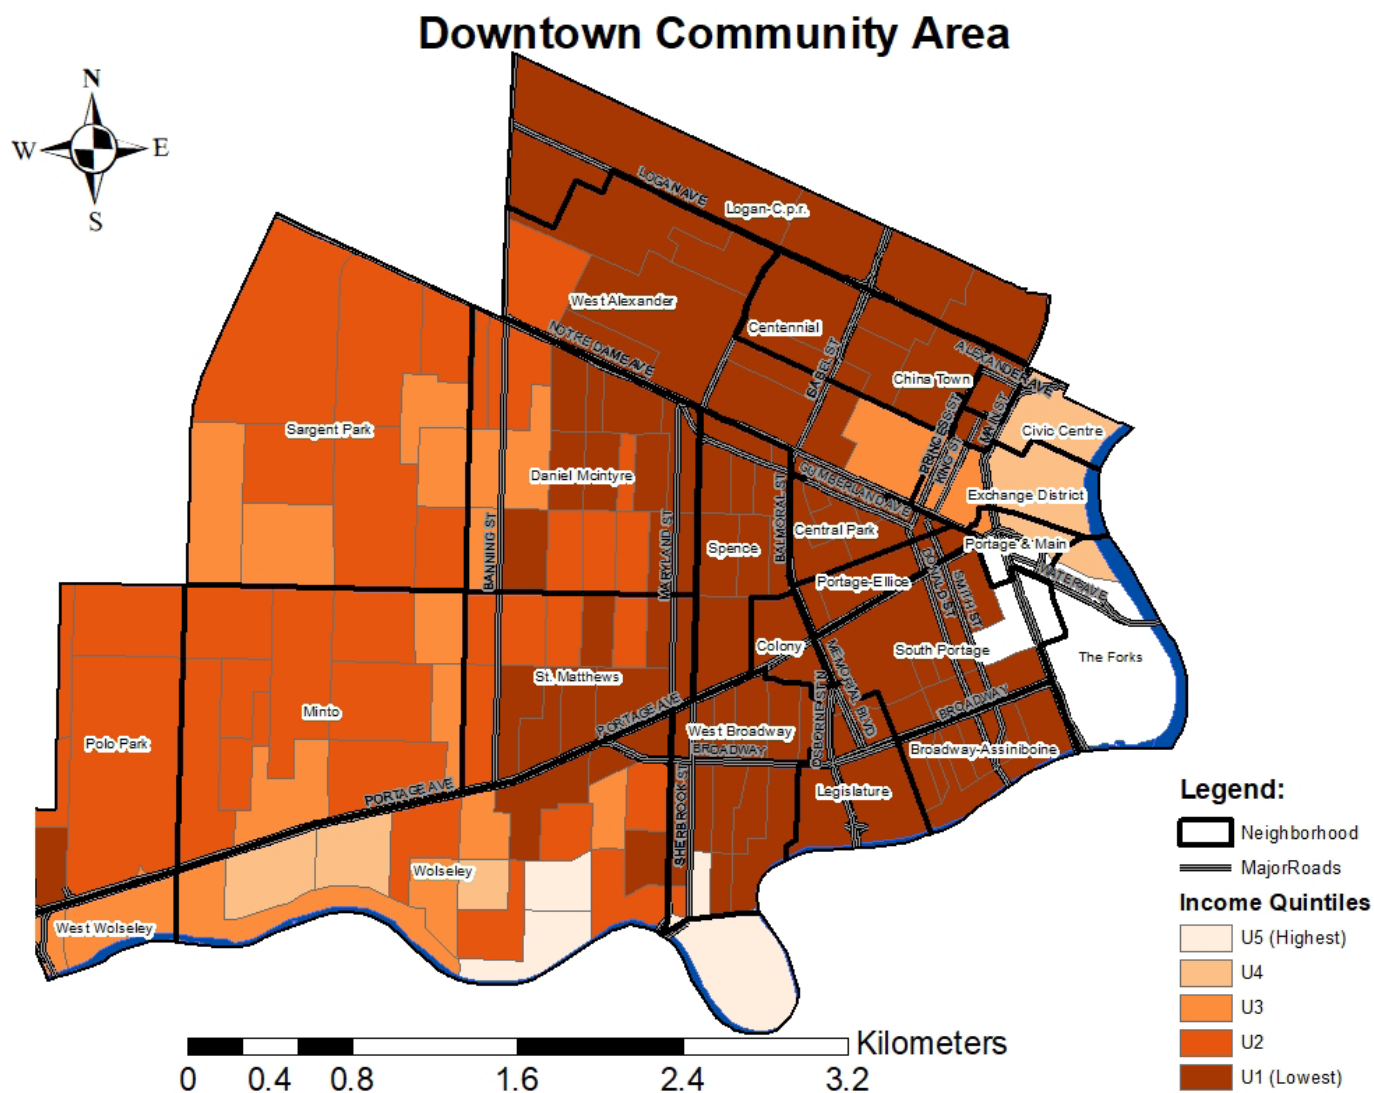 Downtown Community Area
N
W
E
S
LOGAN AVE
Logan-C.p.r.
West Alexander
Centennial
NOTRE DAME AVE
ISABEL ST
ALEXANDER AVE
China Town
PRINCESS ST
KING ST
MAIN ST
Civic Centre
Sargent Park
Daniel Mcintyre
CUMBERLAND AVE
Exchange District
BANNING ST
MARYLAND ST
BALMORAL ST
Central Park
Spence
Portage & Main
Portage-Ellice
DONALD ST
SMITH ST
WATER AVE
Colony
South Portage
The Forks
St. Matthews
MEMORIAL BLVD
OSBORNE ST N
BROADWAY
Minto
PORTAGE AVE
West Broadway
BROADWAY
Polo Park
Broadway-Assiniboine
PORTAGE AVE
Legislature
SHERBROOK ST
Wolseley
West Wolseley
Legend:
Neighborhood
MajorRoads
Income Quintiles
U5 (Highest)
U4
U3
U2
U1 (Lowest)
Kilometers
0 0.4 0.8 1.6 2.4 3.2